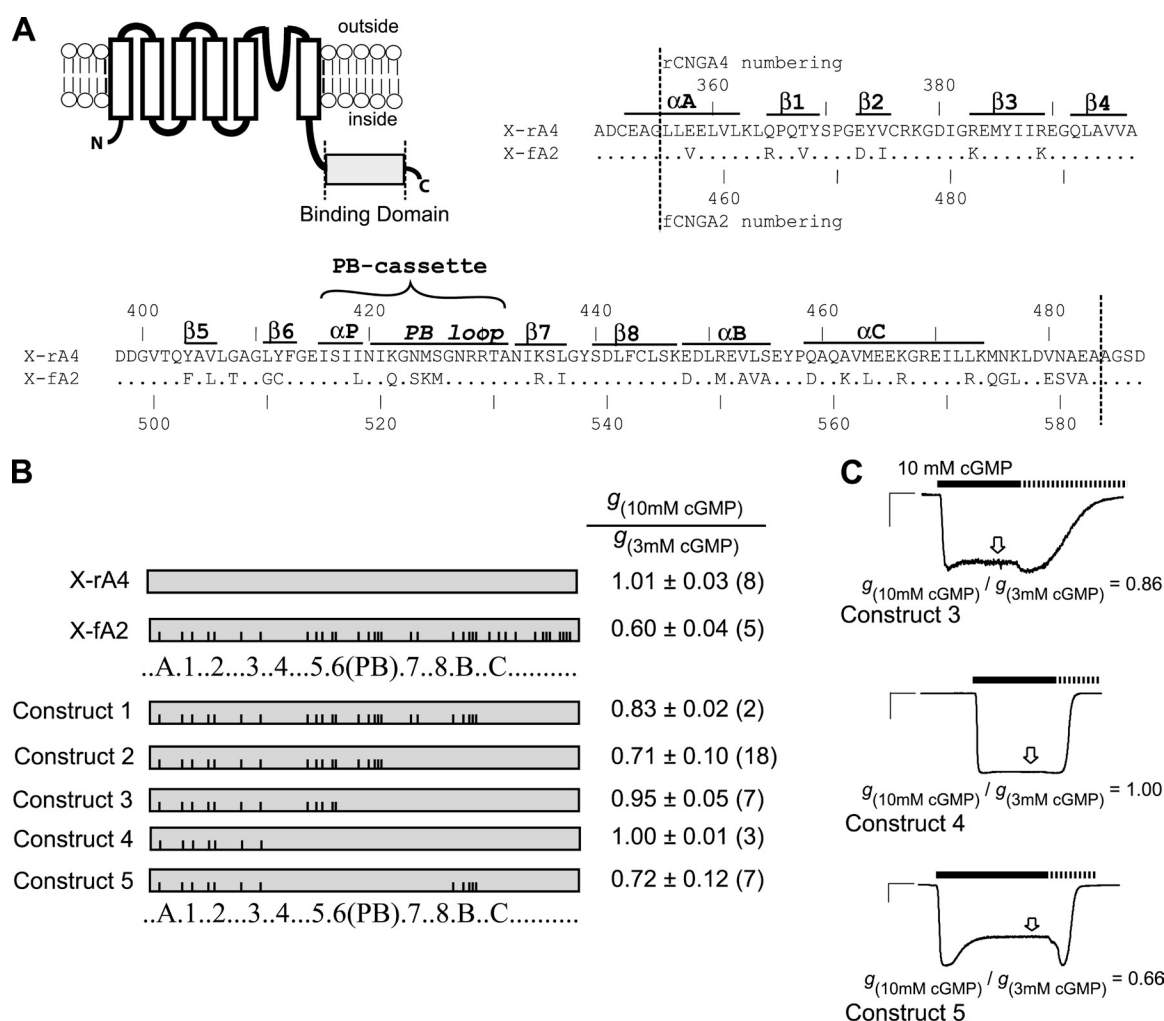 A
outside
inside
N
C
Binding Domain
rCNGA4 numbering
360 380
αA β1 β2 β3 β4
X-rA4 ADCEAGLLEELVLKLQPQTYSPGEYVCRKGDIGREMYIIREGQLAVVA
X-fA2 .......V......R..V....D.I.......K.....H........
460 480
fCNGA2 numbering
PB-cassette
400 420 440 460 480
β5 β6 αP PB loop β7 β8 αB αC
X-rA4 DDGVTQYAVLGAGLYFGEISIINIKGNMSGNRRTANIKSLGYSDLFCLSKEDLREVLSEYPQAQAVMEEKGREILLKMNKLDVNAEAAGSD
X-fA2 ......F.L.T..GC.......L..Q.SKM........R.I..........D..M.AVA...D..K.L..R.....R.QGL..ESVA.....
500 520 540 560 580
B
g(10mM cGMP)
g(3mM cGMP)
X-rA4 1.01 ± 0.03 (8)
X-fA2 0.60 ± 0.04 (5)
..A.1..2...3..4...5.6(PB).7..8.B..C..........
Construct 1 0.83 ± 0.02 (2)
Construct 2 0.71 ± 0.10 (18)
Construct 3 0.95 ± 0.05 (7)
Construct 4 1.00 ± 0.01 (3)
Construct 5 0.72 ± 0.12 (7)
..A.1..2...3..4...5.6(PB).7..8.B..C..........
C
10 mM cGMP
g(10mM cGMP) / g(3mM cGMP) = 0.86
Construct 3
g(10mM cGMP) / g(3mM cGMP) = 1.00
Construct 4
g(10mM cGMP) / g(3mM cGMP) = 0.66
Construct 5